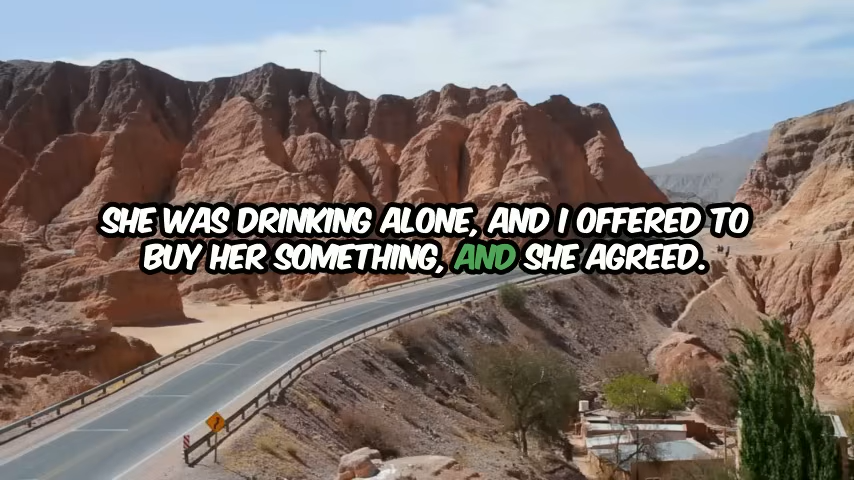 SHE WAS DRINKING ALONE, AND I OFFERED TO
BUY HER SOMETHING, AND SHE AGREED.